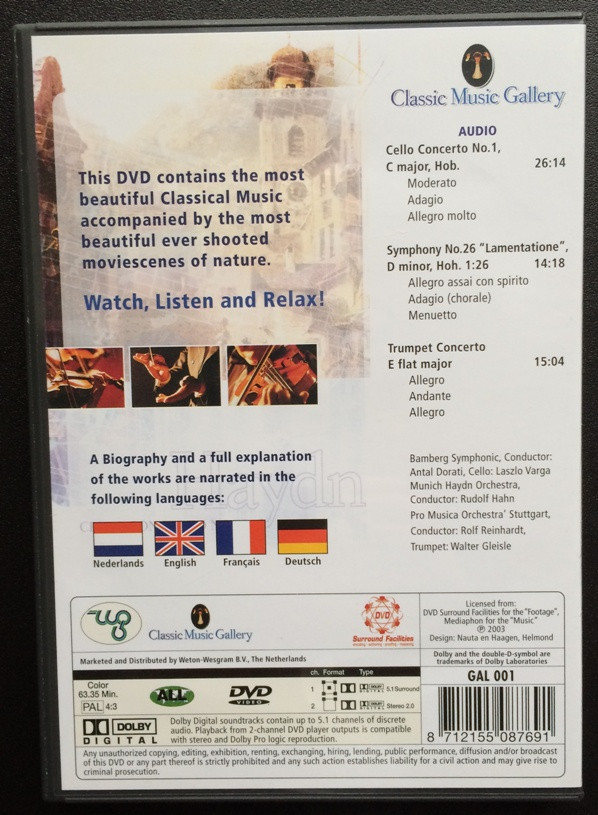 This DVD contains the most
beautiful Classical Music
accompanied by the most
beautiful ever shooted
moviescenes of nature.
Watch, Listen and Relax!
A Biography and a full explanation
of the works are narrated in the
following languages:
Haydn
Nederlands English Français Deutsch
Classic Music Gallery
AUDIO
Cello Concerto No.1,
C major, Hob. 26:14
Moderato
Adagio
Allegro molto
Symphony No.26 "Lamentatione",
D minor, Hoh. 1:26 14:18
Allegro assai con spirito
Adagio (chorale)
Menuetto
Trumpet Concerto
E flat major 15:04
Allegro
Andante
Allegro
Bamberg Symphonic, Conductor:
Antal Dorati, Cello: Laszlo Varga
Munich Haydn Orchestra,
Conductor: Rudolf Hahn
Pro Musica Orchestra' Stuttgart,
Conductor: Rolf Reinhardt,
Trumpet: Walter Gleisle
Classic Music Gallery
DVD
Surround Facilities
Licensed from:
DVD Surround Facilities for the "Footage",
Mediaphon for the "Music"
℗ 2003
Design: Nauta en Haagen, Helmond
Marketed and Distributed by Weton-Wesgram B.V., The Netherlands
Dolby and the double-D-symbol are
trademarks of Dolby Laboratories
Color
63.35 Min.
PAL 4:3
ALL
DVD
VIDEO
ch. Format Type
1 5.1 Surround
2 Stereo 2.0
GAL 001
DOLBY
DIGITAL
Dolby Digital soundtracks contain up to 5.1 channels of discrete
audio. Playback from 2-channel DVD player outputs is compatible
with stereo and Dolby Pro logic reproduction.
8 712155 087691
Any unauthorized copying, editing, exhibition, renting, exchanging, hiring, lending, public performance, diffusion and/or broadcast
of this DVD or any part thereof is strictly prohibited and any such action establishes liability for a civil action and may give rise to
criminal prosecution.